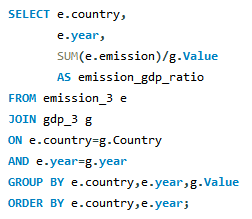 SELECT e.country,
e.year,
SUM(e.emission)/g.Value
AS emission_gdp_ratio
FROM emission_3 e
JOIN gdp_3 g
ON e.country=g.Country
AND e.year=g.year
GROUP BY e.country,e.year,g.Value
ORDER BY e.country,e.year;